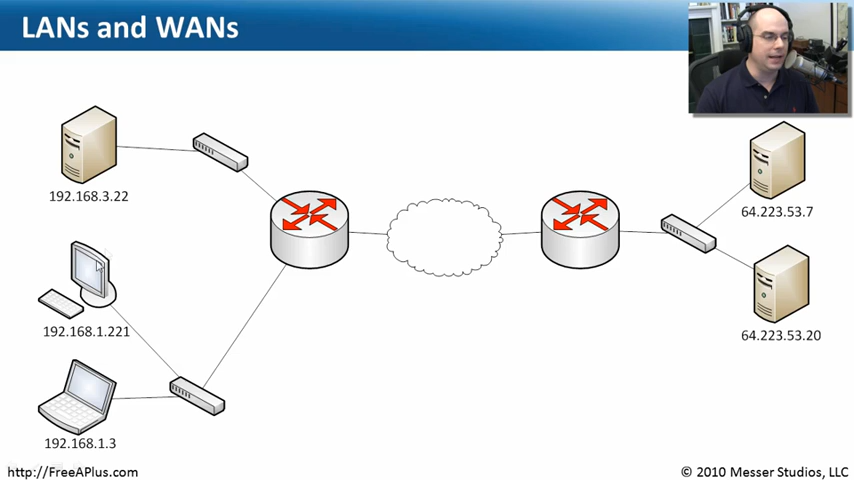 LANs and WANs
192.168.3.22
64.223.53.7
192.168.1.221
64.223.53.20
192.168.1.3
http://FreeAPlus.com
© 2010 Messer Studios, LLC